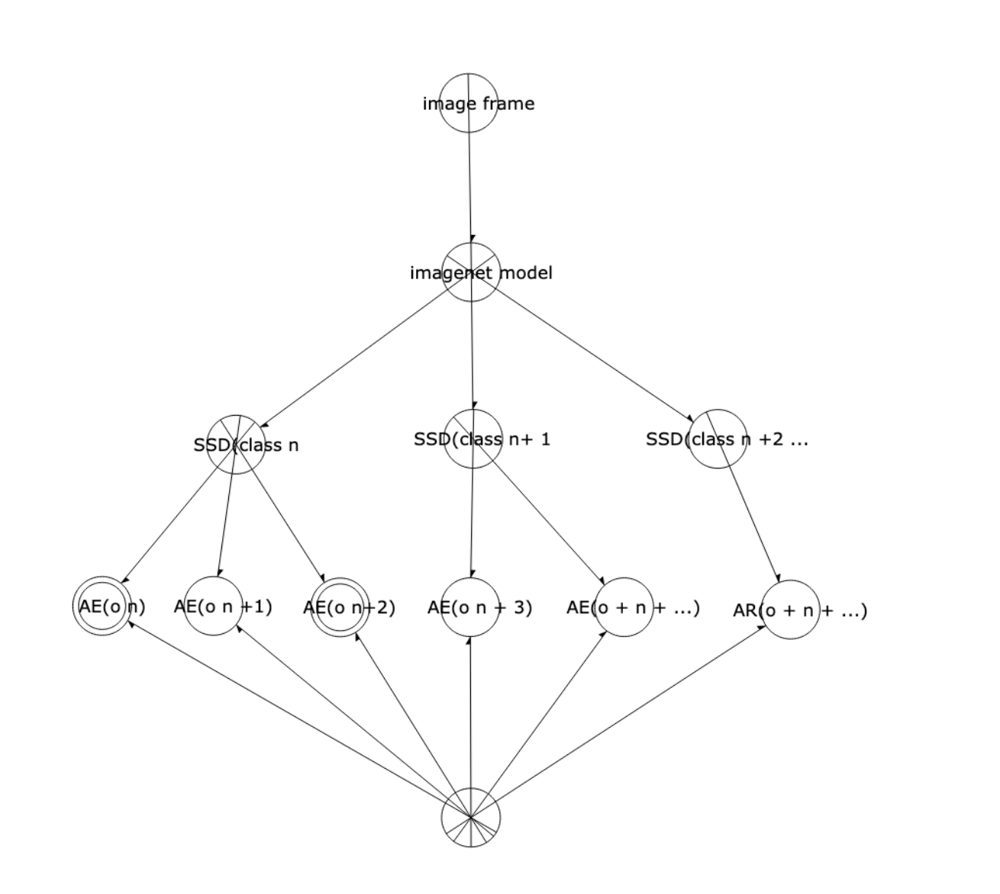 image frame
imagenet model
SSD(class n
SSD(class n+ 1
SSD(class n +2 ...
AE(o n)
AE(o n +1)
AE(o n+2)
AE(o n + 3)
AE(o + n + ...)
AR(o + n + ...)